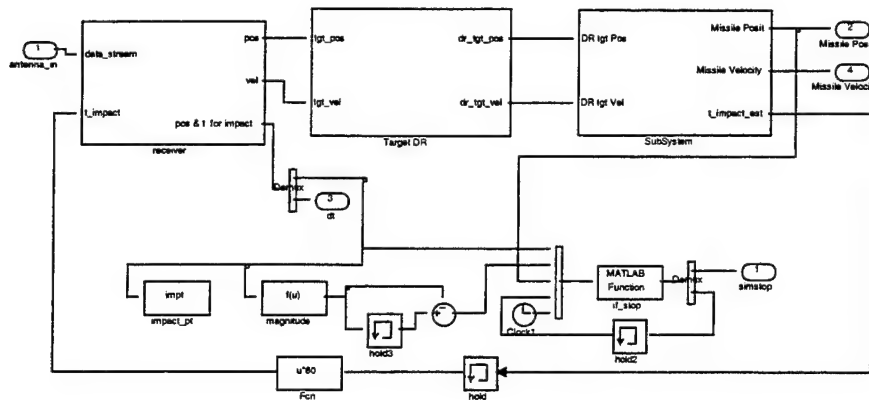 1
antenna_in
data_stream
t_impact
pos
vel
pos & t for impact
receiver
tgt_pos
tgt_vel
dr_tgt_pos
dr_tgt_vel
Target DR
DR tgt Pos
DR tgt Vel
Missile Posit
Missile Velocity
t_impact_est
SubSystem
2
Missile Posi
4
Missile Veloci
Demux
3
dt
impt
impact_pt
f(u)
magnitude
hold3
+
−
Clock1
MATLAB
Function
if_stop
Demux
1
simstop
hold2
u*60
Fcn
hold